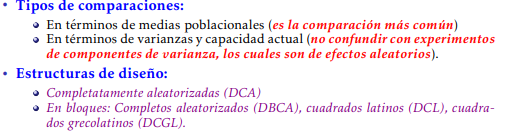 • Tipos de comparaciones:
• En términos de medias poblacionales (es la comparación más común)
• En términos de varianzas y capacidad actual (no confundir con experimentos
de componentes de varianza, los cuales son de efectos aleatorios).
• Estructuras de diseño:
• Completatamente aleatorizadas (DCA)
• En bloques: Completos aleatorizados (DBCA), cuadrados latinos (DCL), cuadra-
dos grecolatinos (DCGL).